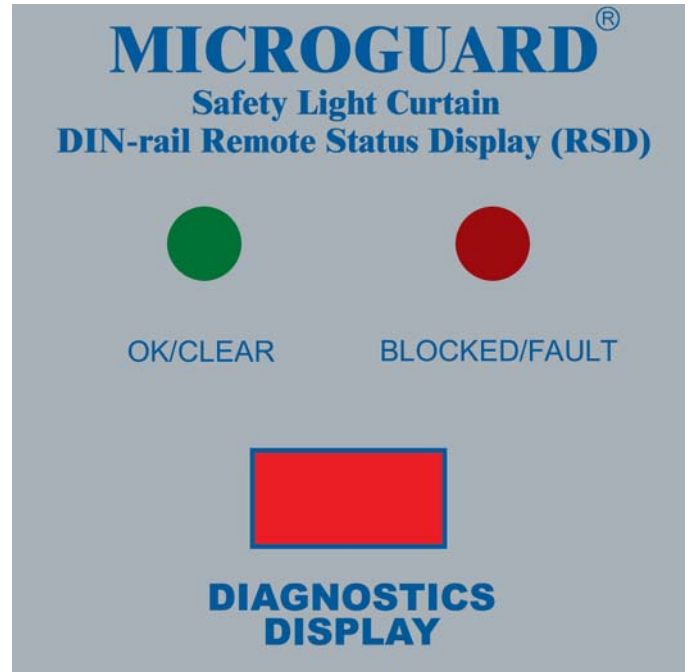 MICROGUARD®
Safety Light Curtain
DIN-rail Remote Status Display (RSD)
OK/CLEAR BLOCKED/FAULT
DIAGNOSTICS
DISPLAY